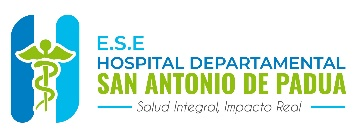 E.S.E
HOSPITAL DEPARTAMENTAL
SAN ANTONIO DE PADUA
Salud Integral, Impacto Real